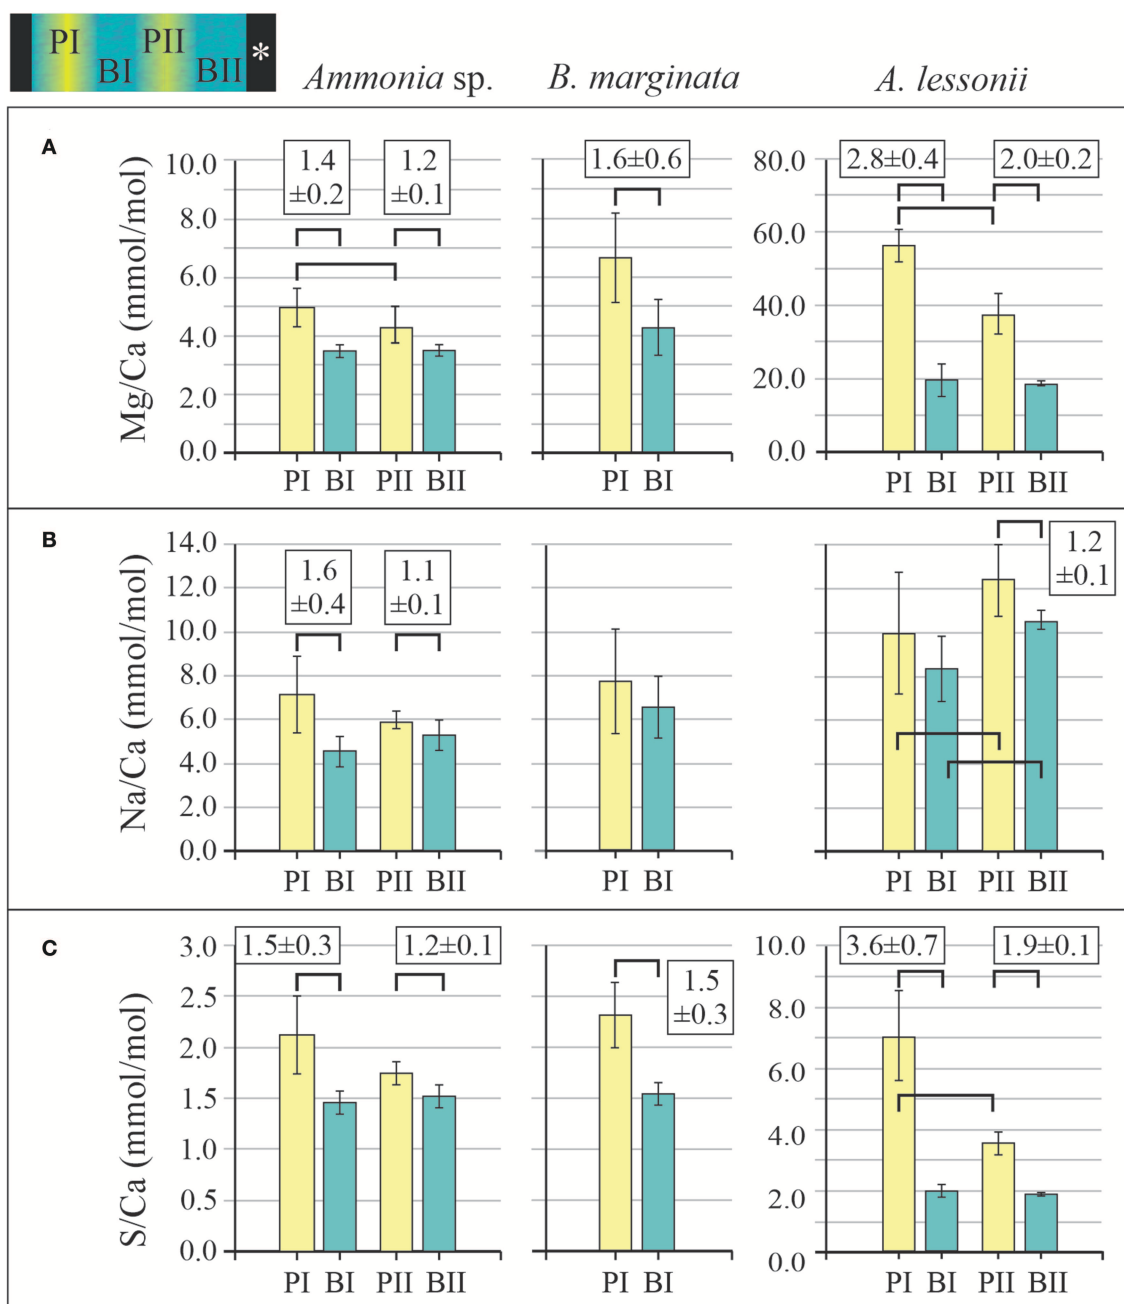 PI PII
BI BII *
Ammonia sp. B. marginata A. lessonii
A
Mg/Ca (mmol/mol)
10.0
8.0
6.0
4.0
2.0
0.0
1.4
±0.2
1.2
±0.1
PI BI PII BII
1.6±0.6
PI BI
80.0
60.0
40.0
20.0
0.0
2.8±0.4
2.0±0.2
PI BI PII BII
B
Na/Ca (mmol/mol)
14.0
12.0
10.0
8.0
6.0
4.0
2.0
0.0
1.6
±0.4
1.1
±0.1
PI BI PII BII
PI BI
1.2
±0.1
PI BI PII BII
C
S/Ca (mmol/mol)
3.0
2.5
2.0
1.5
1.0
0.5
0.0
1.5±0.3
1.2±0.1
PI BI PII BII
1.5
±0.3
PI BI
10.0
8.0
6.0
4.0
2.0
0.0
3.6±0.7
1.9±0.1
PI BI PII BII